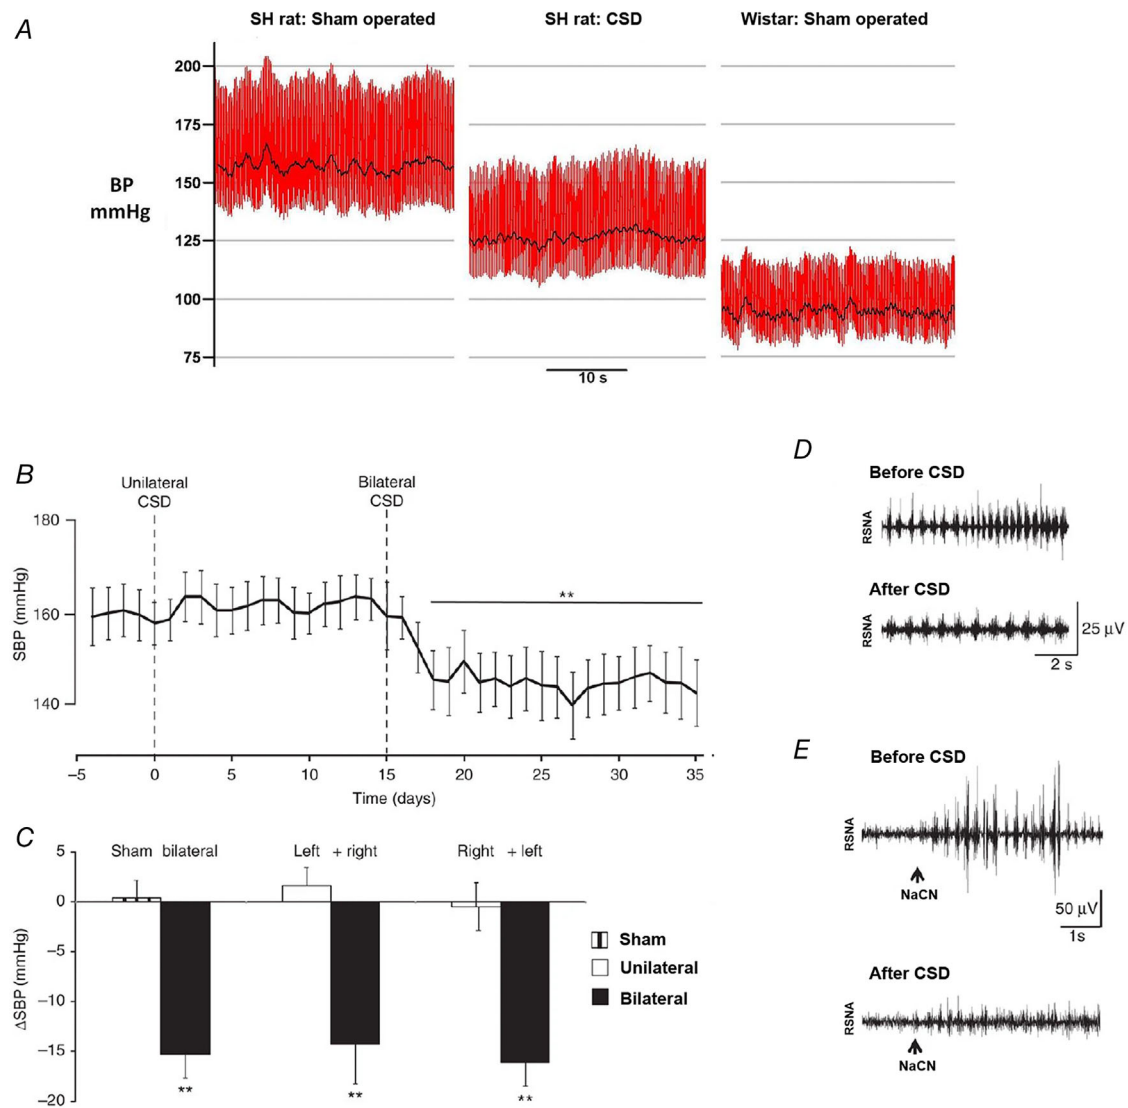 A
SH rat: Sham operated
SH rat: CSD
Wistar: Sham operated
BP
mmHg
200
175
150
125
100
75
10 s
B
Unilateral
CSD
Bilateral
CSD
180
160
140
SBP (mmHg)
**
−5 0 5 10 15 20 25 30 35
Time (days)
C
Sham bilateral
Left + right
Right + left
5
0
−5
−10
−15
−20
ΔSBP (mmHg)
**
**
**
Sham
Unilateral
Bilateral
D
Before CSD
RSNA
After CSD
RSNA
25 μV
2 s
E
Before CSD
RSNA
NaCN
50 μV
1s
After CSD
RSNA
NaCN